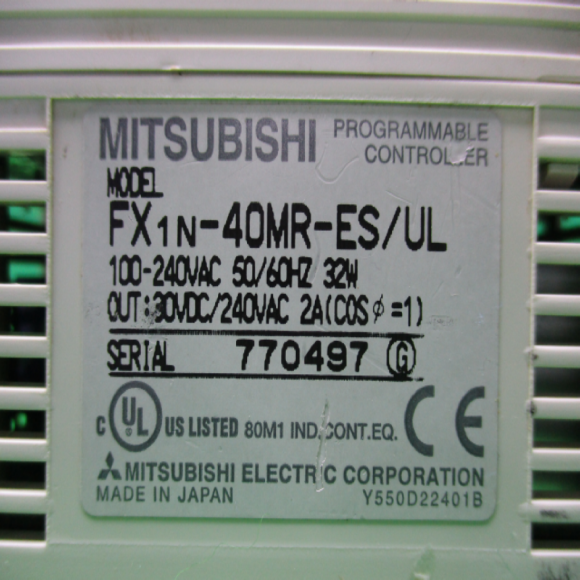 MITSUBISHI PROGRAMMABLE CONTROLLER
MODEL
FX1N-40MR-ES/UL
100-240VAC 50/60HZ 32W
OUT:30VDC/240VAC 2A(COSφ=1)
SERIAL 770497 G
C UL US LISTED 80M1 IND.CONT.EQ. CE
MITSUBISHI ELECTRIC CORPORATION
MADE IN JAPAN Y550D22401B